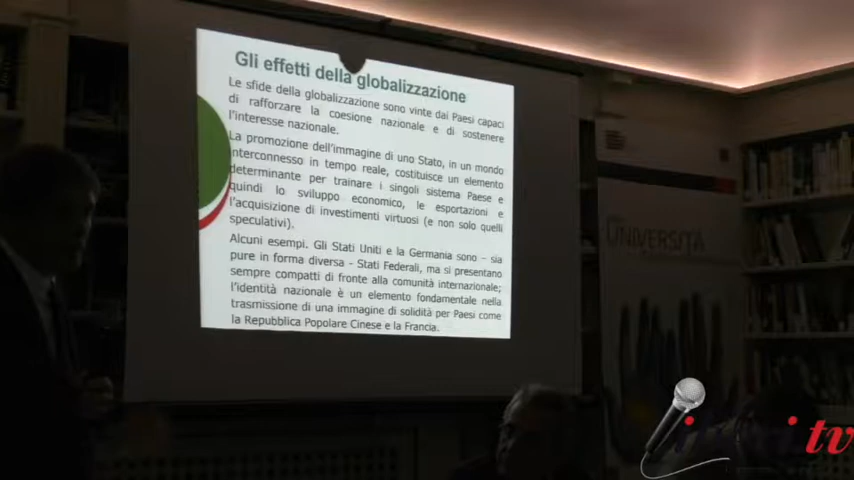 Gli effetti della globalizzazione
Le sfide della globalizzazione sono vinte dai Paesi capaci
di rafforzare la coesione nazionale e di sostenere
l'interesse nazionale.
La promozione dell'immagine di uno Stato, in un mondo
interconnesso in tempo reale, costituisce un elemento
determinante per trainare i singoli sistema Paese e
quindi lo sviluppo economico, le esportazioni e
l'acquisizione di investimenti virtuosi (e non solo quelli
speculativi).
Alcuni esempi. Gli Stati Uniti e la Germania sono – sia
pure in forma diversa - Stati Federali, ma si presentano
sempre compatti di fronte alla comunità internazionale;
l'identità nazionale è un elemento fondamentale nella
trasmissione di una immagine di solidità per Paesi come
la Repubblica Popolare Cinese e la Francia.
UNIVERSITÀ
tv